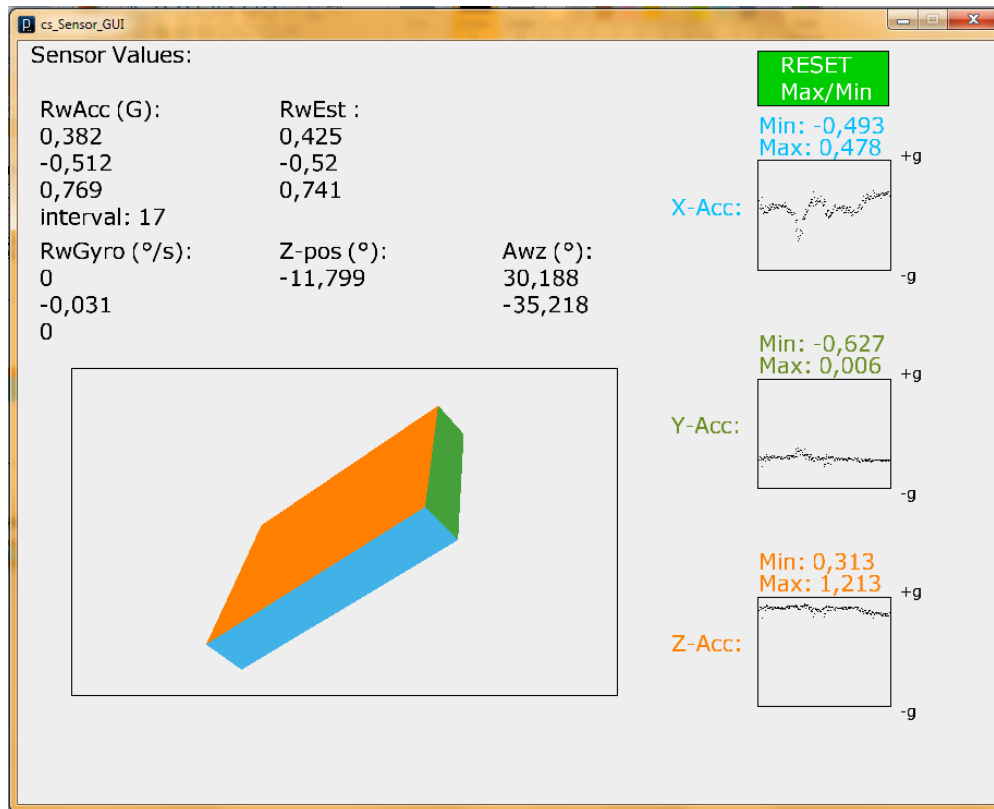 cs_Sensor_GUI
Sensor Values:
RwAcc (G):
0,382
-0,512
0,769
interval: 17
RwEst :
0,425
-0,52
0,741
RwGyro (°/s):
0
-0,031
0
Z-pos (°):
-11,799
Awz (°):
30,188
-35,218
RESET
Max/Min
Min: -0,493
Max: 0,478
+g
X-Acc:
-g
Min: -0,627
Max: 0,006
+g
Y-Acc:
-g
Min: 0,313
Max: 1,213
+g
Z-Acc:
-g